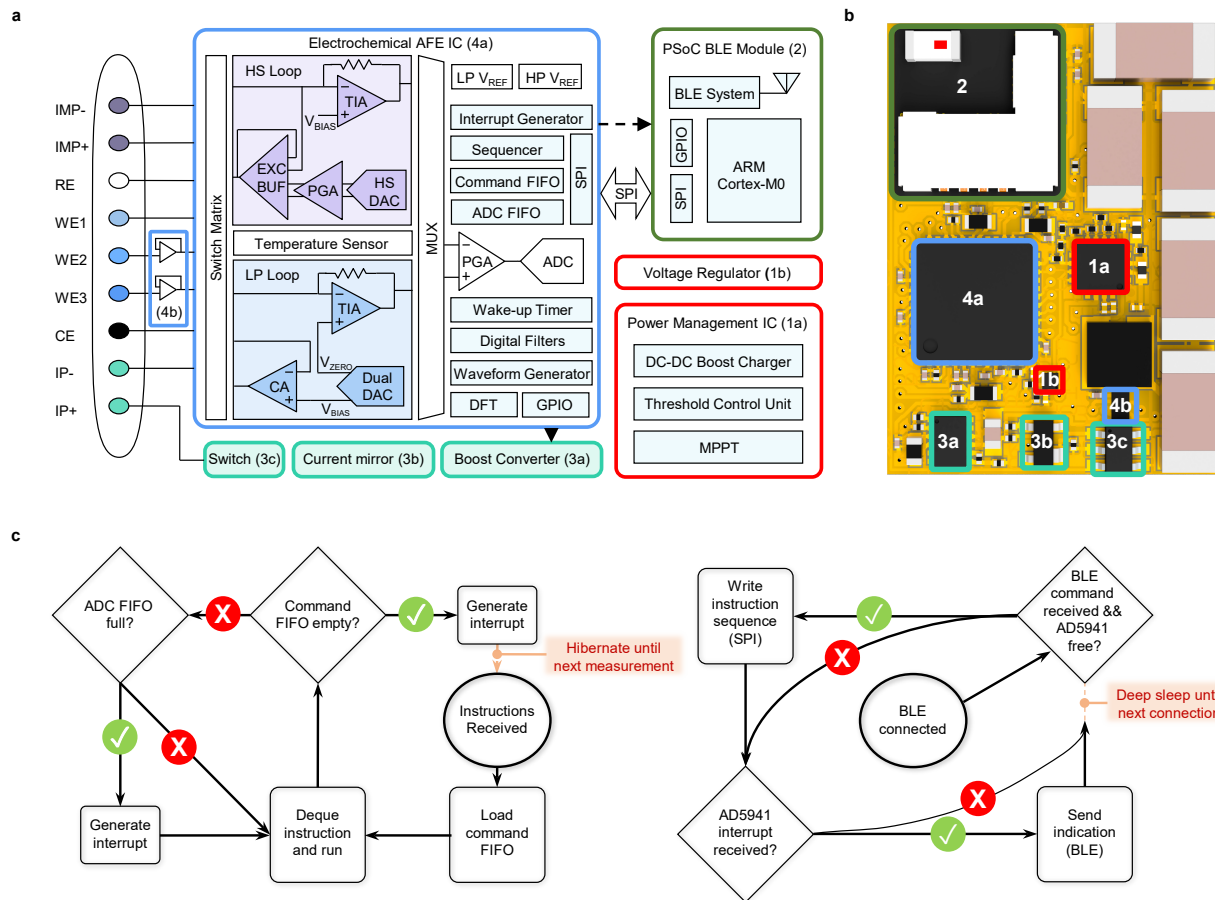 a
Electrochemical AFE IC (4a)
IMP-
IMP+
RE
WE1
WE2
WE3
CE
IP-
IP+
(4b)
Switch Matrix
HS Loop
TIA
VBIAS
EXC
BUF
PGA
HS
DAC
Temperature Sensor
LP Loop
TIA
VZERO
CA
Dual
DAC
VBIAS
MUX
LP VREF
HP VREF
Interrupt Generator
Sequencer
Command FIFO
ADC FIFO
SPI
PGA
ADC
Wake-up Timer
Digital Filters
Waveform Generator
DFT
GPIO
Switch (3c)
Current mirror (3b)
Boost Converter (3a)
SPI
PSoC BLE Module (2)
BLE System
GPIO
SPI
ARM
Cortex-M0
Voltage Regulator (1b)
Power Management IC (1a)
DC-DC Boost Charger
Threshold Control Unit
MPPT
b
2
1a
4a
1b
4b
3a
3b
3c
c
ADC FIFO
full?
X
Command
FIFO empty?
Generate
interrupt
Hibernate until
next measurement
Instructions
Received
X
Generate
interrupt
Deque
instruction
and run
Load
command
FIFO
Write
instruction
sequence
(SPI)
BLE
command
received &&
AD5941
free?
X
BLE
connected
Deep sleep unt
next connection
X
AD5941
interrupt
received?
Send
indication
(BLE)